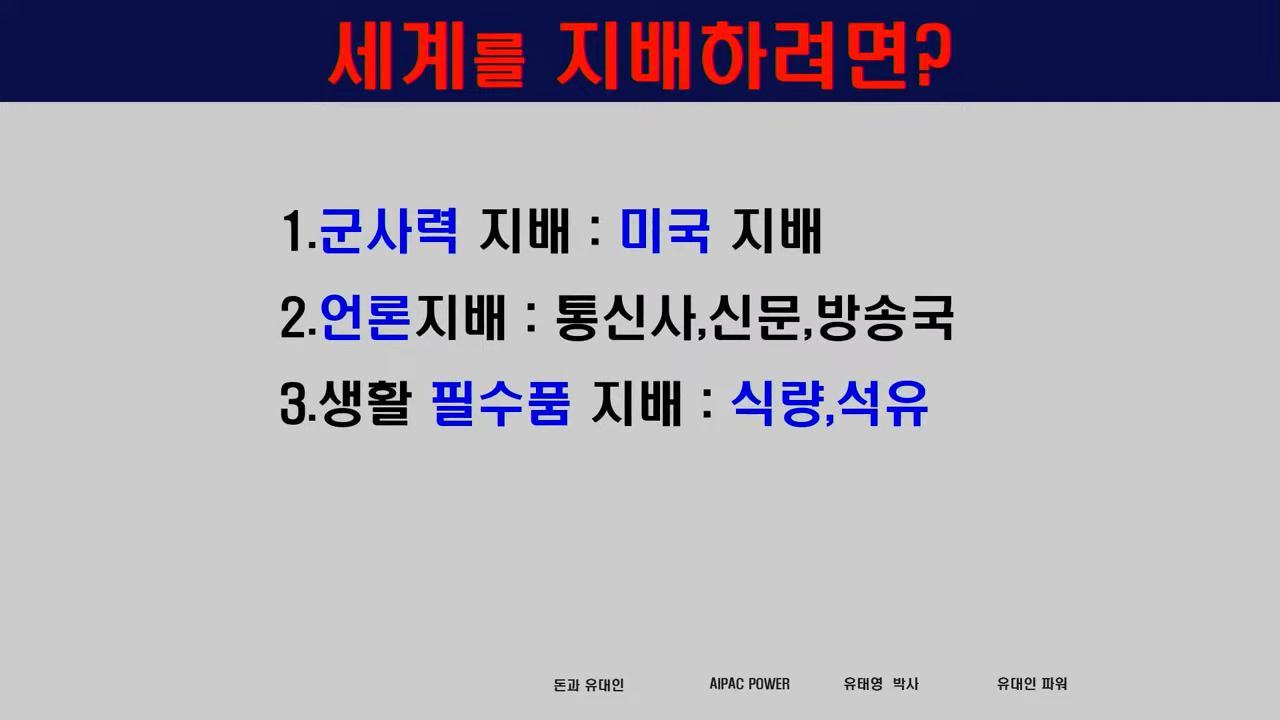 세계를 지배하려면?
1.군사력 지배 : 미국 지배
2.언론지배 : 통신사,신문,방송국
3.생활 필수품 지배 : 식량,석유
돈과 유대인 AIPAC POWER 유태영 박사 유대인 파워